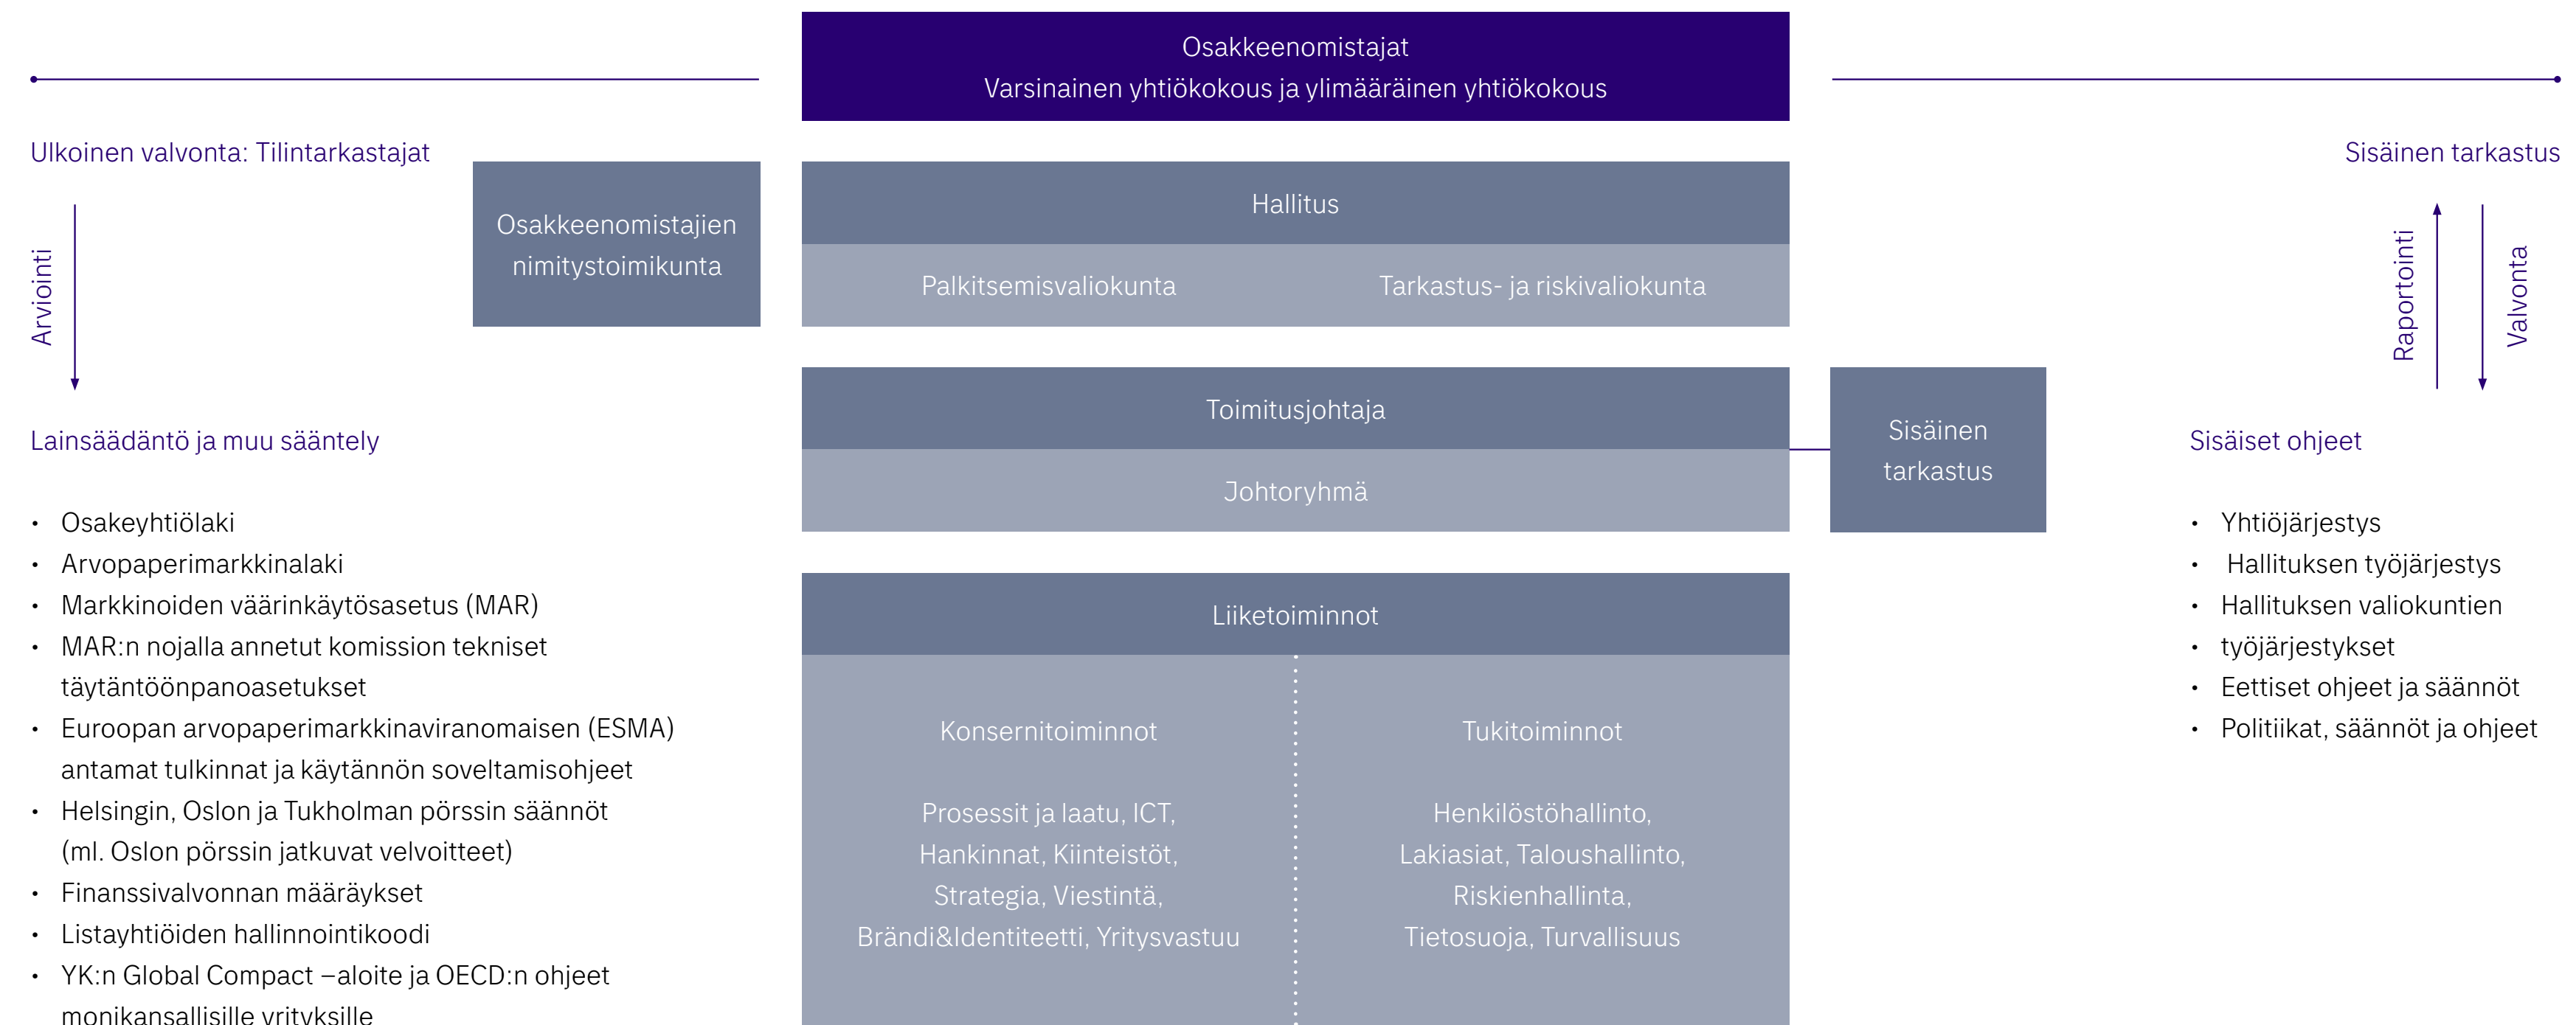 Osakkeenomistajat
Varsinainen yhtiökokous ja ylimääräinen yhtiökokous
Ulkoinen valvonta: Tilintarkastajat
Arviointi
Lainsäädäntö ja muu sääntely
• Osakeyhtiölaki
• Arvopaperimarkkinalaki
• Markkinoiden väärinkäytösasetus (MAR)
• MAR:n nojalla annetut komission tekniset
täytäntöönpanoasetukset
• Euroopan arvopaperimarkkinaviranomaisen (ESMA)
antamat tulkinnat ja käytännön soveltamisohjeet
• Helsingin, Oslon ja Tukholman pörssin säännöt
(ml. Oslon pörssin jatkuvat velvoitteet)
• Finanssivalvonnan määräykset
• Listayhtiöiden hallinnointikoodi
• YK:n Global Compact –aloite ja OECD:n ohjeet
monikansallisille yrityksille
Osakkeenomistajien
nimitystoimikunta
Hallitus
Palkitsemisvaliokunta
Tarkastus- ja riskivaliokunta
Toimitusjohtaja
Johtoryhmä
Sisäinen
tarkastus
Liiketoiminnot
Konsernitoiminnot
Prosessit ja laatu, ICT,
Hankinnat, Kiinteistöt,
Strategia, Viestintä,
Brändi&Identiteetti, Yritysvastuu
Tukitoiminnot
Henkilöstöhallinto,
Lakiasiat, Taloushallinto,
Riskienhallinta,
Tietosuoja, Turvallisuus
Sisäinen tarkastus
Raportointi
Valvonta
Sisäiset ohjeet
• Yhtiöjärjestys
• Hallituksen työjärjestys
• Hallituksen valiokuntien
• työjärjestykset
• Eettiset ohjeet ja säännöt
• Politiikat, säännöt ja ohjeet